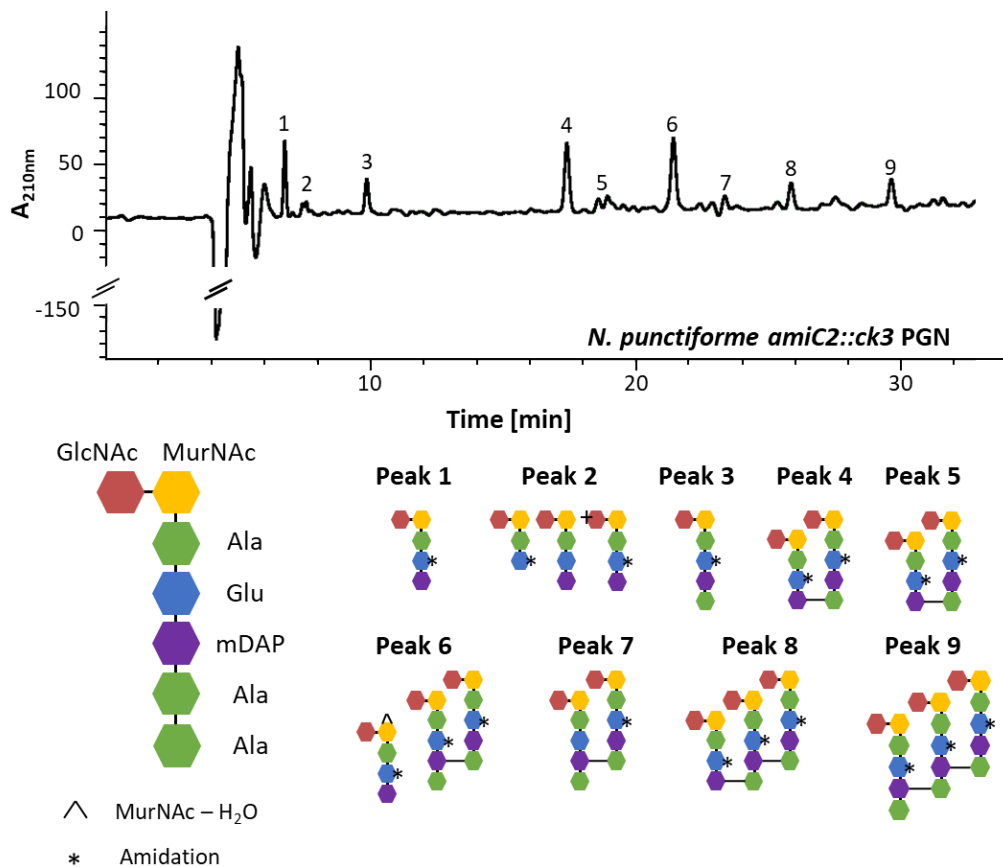 A210nm
100
50
0
-150
1
2
3
4
5
6
7
8
9
N. punctiforme amiC2::ck3 PGN
10
20
30
Time [min]
GlcNAc MurNAc
Ala
Glu
mDAP
Ala
Ala
^ MurNAc – H2O
* Amidation
Peak 1 Peak 2 Peak 3 Peak 4 Peak 5
*
* + *
*
* *
* *
Peak 6 Peak 7 Peak 8 Peak 9
^ * * *
*
* * *
* * *